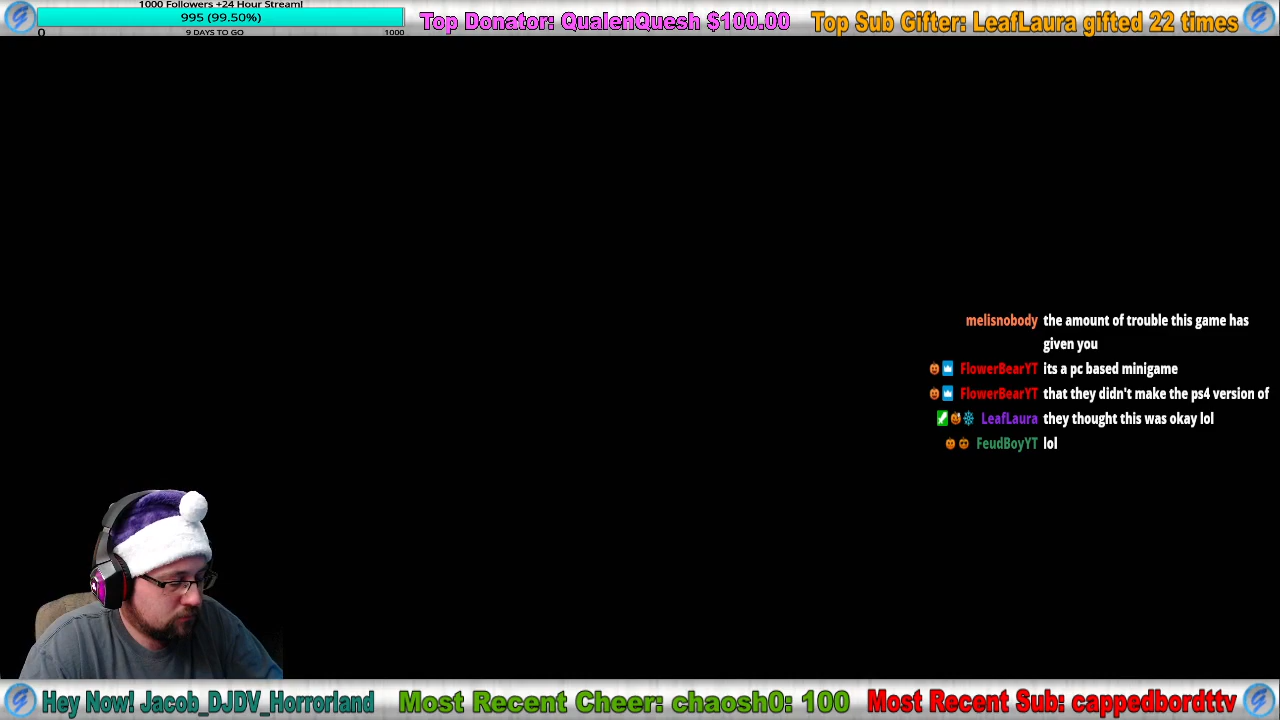 1000 Followers +24 Hour Stream!
995 (99.50%)
0 9 DAYS TO GO 1000
Top Donator: QualenQuesh $100.00
Top Sub Gifter: LeafLaura gifted 22 times
melisnobody the amount of trouble this game has
given you
FlowerBearYT its a pc based minigame
FlowerBearYT that they didn't make the ps4 version of
LeafLaura they thought this was okay lol
FeudBoyYT lol
Hey Now! Jacob_DJDV_Horrorland
Most Recent Cheer: chaosh0: 100
Most Recent Sub: cappedbordttv